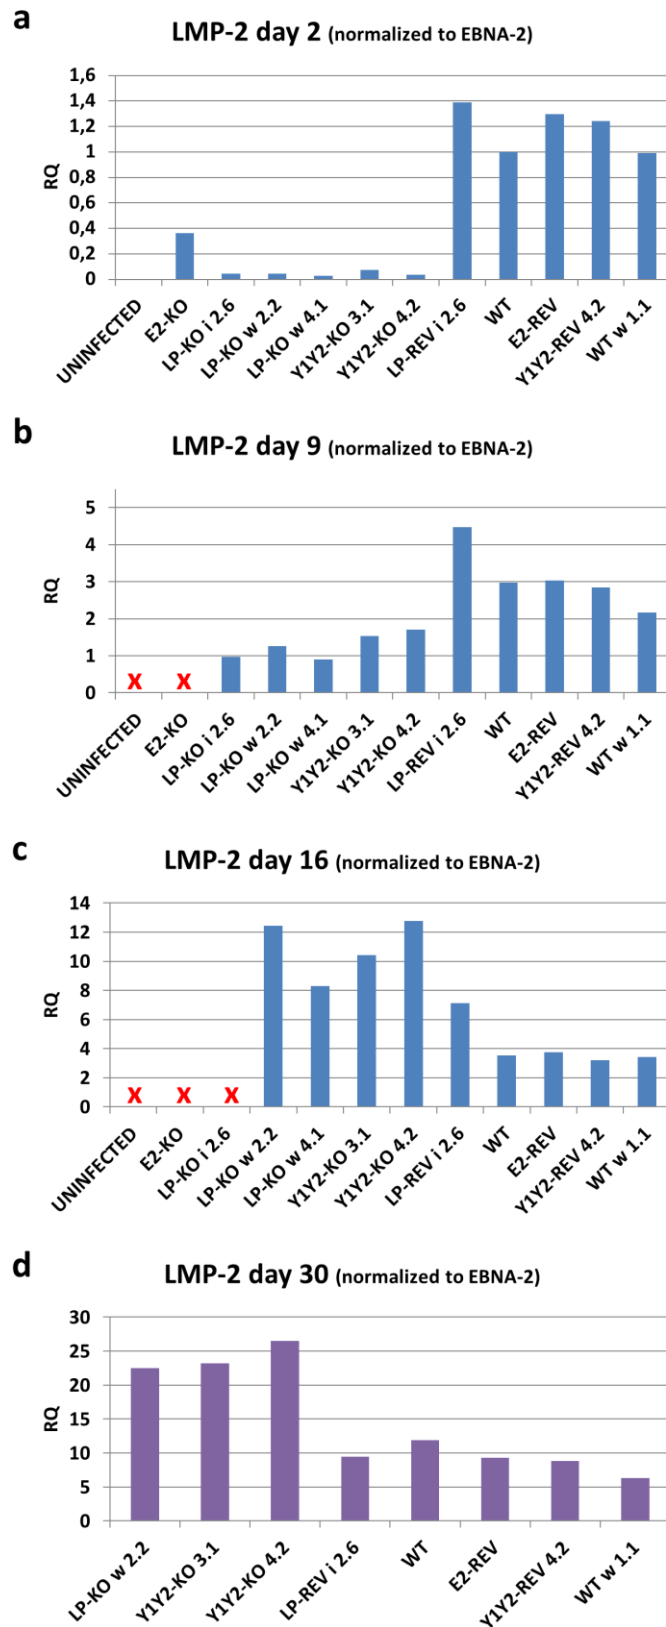 a
LMP-2 day 2 (normalized to EBNA-2)
1,6
1,4
1,2
1
0,8
0,6
0,4
0,2
0
RQ
UNINFECTED
E2-KO
LP-KO i 2.6
LP-KO w 2.2
LP-KO w 4.1
Y1Y2-KO 3.1
Y1Y2-KO 4.2
LP-REV i 2.6
WT
E2-REV
Y1Y2-REV 4.2
WT w 1.1
b
LMP-2 day 9 (normalized to EBNA-2)
5
4
3
2
1
0
RQ
X
X
UNINFECTED
E2-KO
LP-KO i 2.6
LP-KO w 2.2
LP-KO w 4.1
Y1Y2-KO 3.1
Y1Y2-KO 4.2
LP-REV i 2.6
WT
E2-REV
Y1Y2-REV 4.2
WT w 1.1
c
LMP-2 day 16 (normalized to EBNA-2)
14
12
10
8
6
4
2
0
RQ
X
X
X
UNINFECTED
E2-KO
LP-KO i 2.6
LP-KO w 2.2
LP-KO w 4.1
Y1Y2-KO 3.1
Y1Y2-KO 4.2
LP-REV i 2.6
WT
E2-REV
Y1Y2-REV 4.2
WT w 1.1
d
LMP-2 day 30 (normalized to EBNA-2)
30
25
20
15
10
5
0
RQ
LP-KO w 2.2
Y1Y2-KO 3.1
Y1Y2-KO 4.2
LP-REV i 2.6
WT
E2-REV
Y1Y2-REV 4.2
WT w 1.1